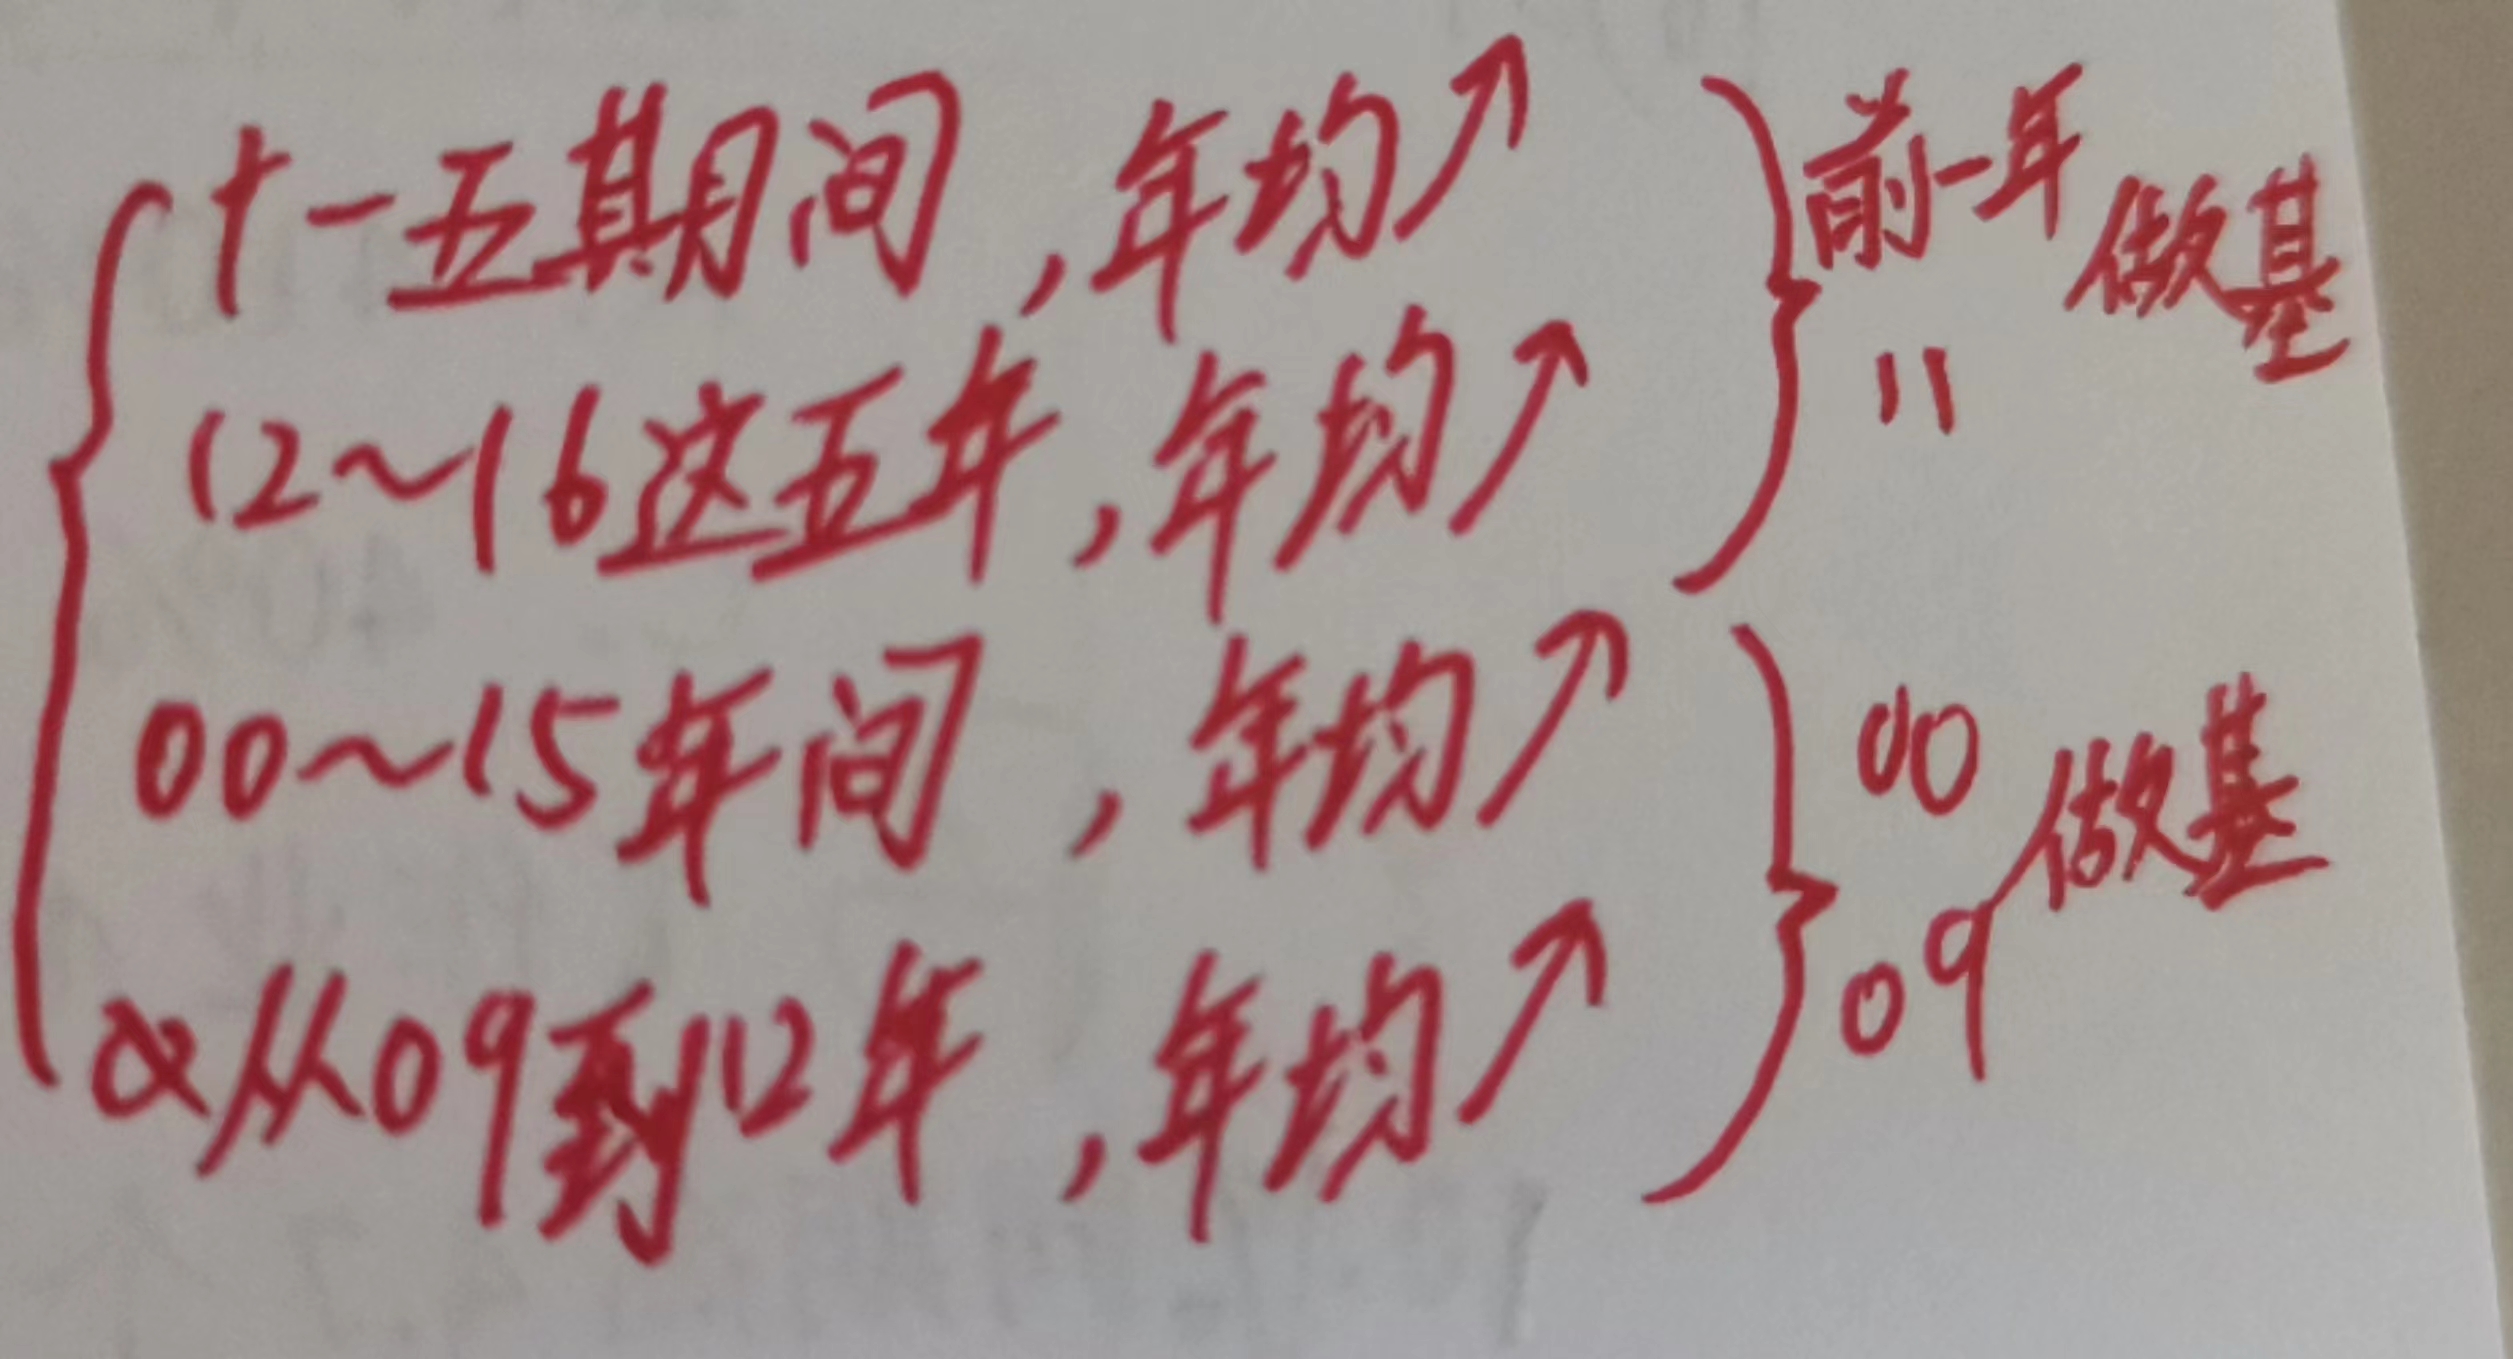 十一五期间,年均↗ 前一年做基
12~16这五年,年均↗ 〃
00~15年间,年均↗ 00做基
从09到12年,年均↗ 09